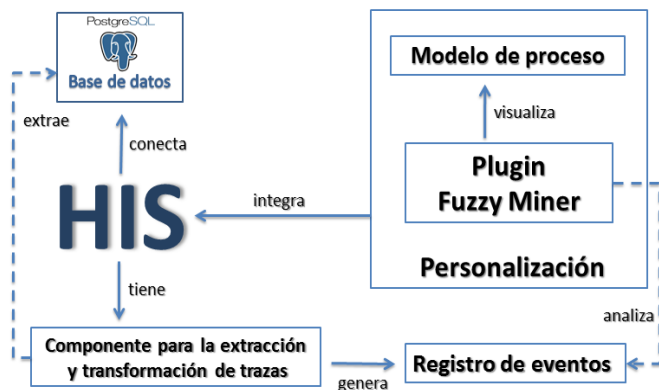 PostgreSQL
Base de datos
extrae
conecta
HIS
tiene
Componente para la extracción
y transformación de trazas
genera
Registro de eventos
integra
Modelo de proceso
visualiza
Plugin
Fuzzy Miner
Personalización
analiza